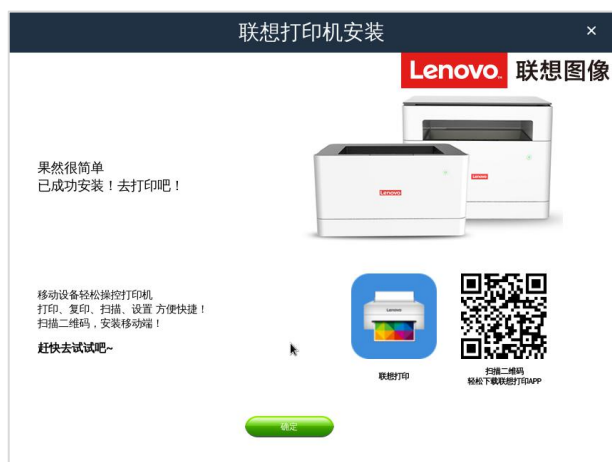 联想打印机安装
Lenovo. 联想图像
果然很简单
已成功安装！去打印吧！
Lenovo
Lenovo
移动设备轻松操控打印机
打印、复印、扫描、设置 方便快捷！
扫描二维码，安装移动端！
赶快去试试吧~
Lenovo
联想打印
扫描二维码
轻松下载联想打印APP
确定